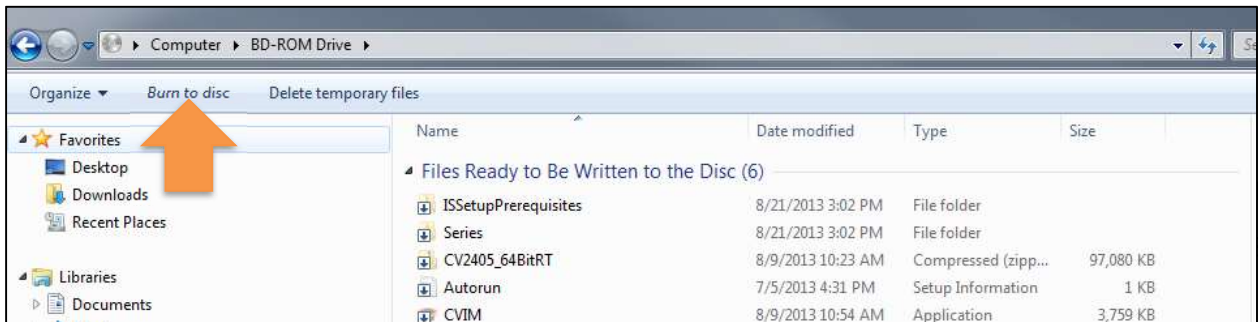 Computer ▸ BD-ROM Drive ▸
Organize Burn to disc Delete temporary files
Name Date modified Type Size
Favorites
Files Ready to Be Written to the Disc (6)
Desktop
Downloads
ISSetupPrerequisites 8/21/2013 3:02 PM File folder
Recent Places
Series 8/21/2013 3:02 PM File folder
CV2405_64BitRT 8/9/2013 10:23 AM Compressed (zipp... 97,080 KB
Libraries
Autorun 7/5/2013 4:31 PM Setup Information 1 KB
Documents
CVIM 8/9/2013 10:54 AM Application 3,759 KB